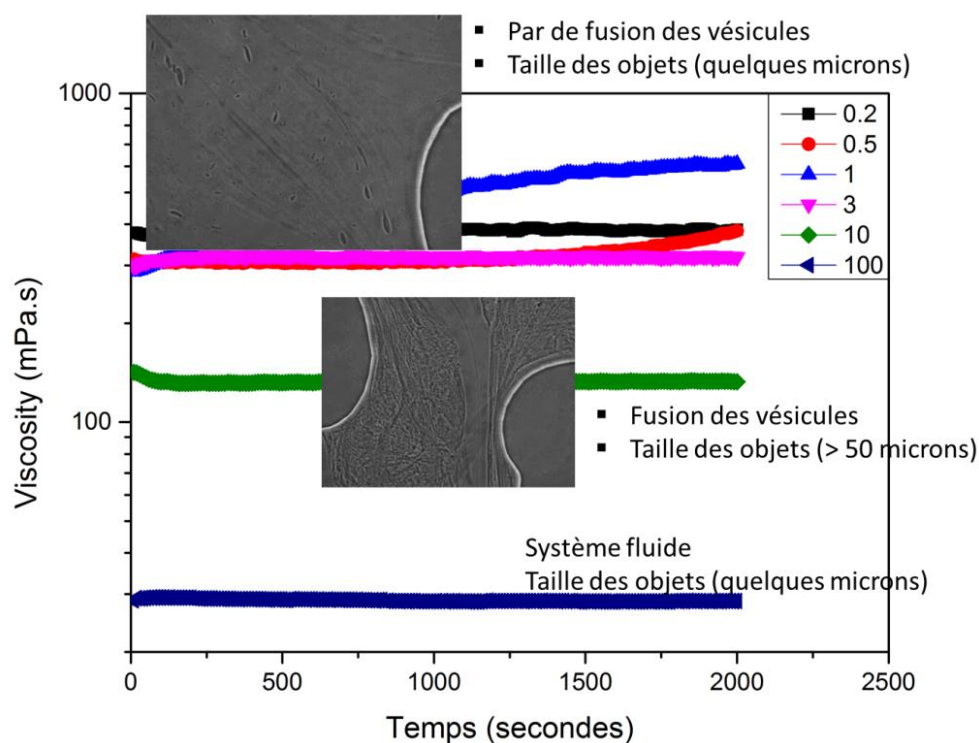 Par de fusion des vésicules
Taille des objets (quelques microns)
1000
0.2
0.5
1
3
10
100
Viscosity (mPa.s)
100
Fusion des vésicules
Taille des objets (> 50 microns)
Système fluide
Taille des objets (quelques microns)
0 500 1000 1500 2000 2500
Temps (secondes)